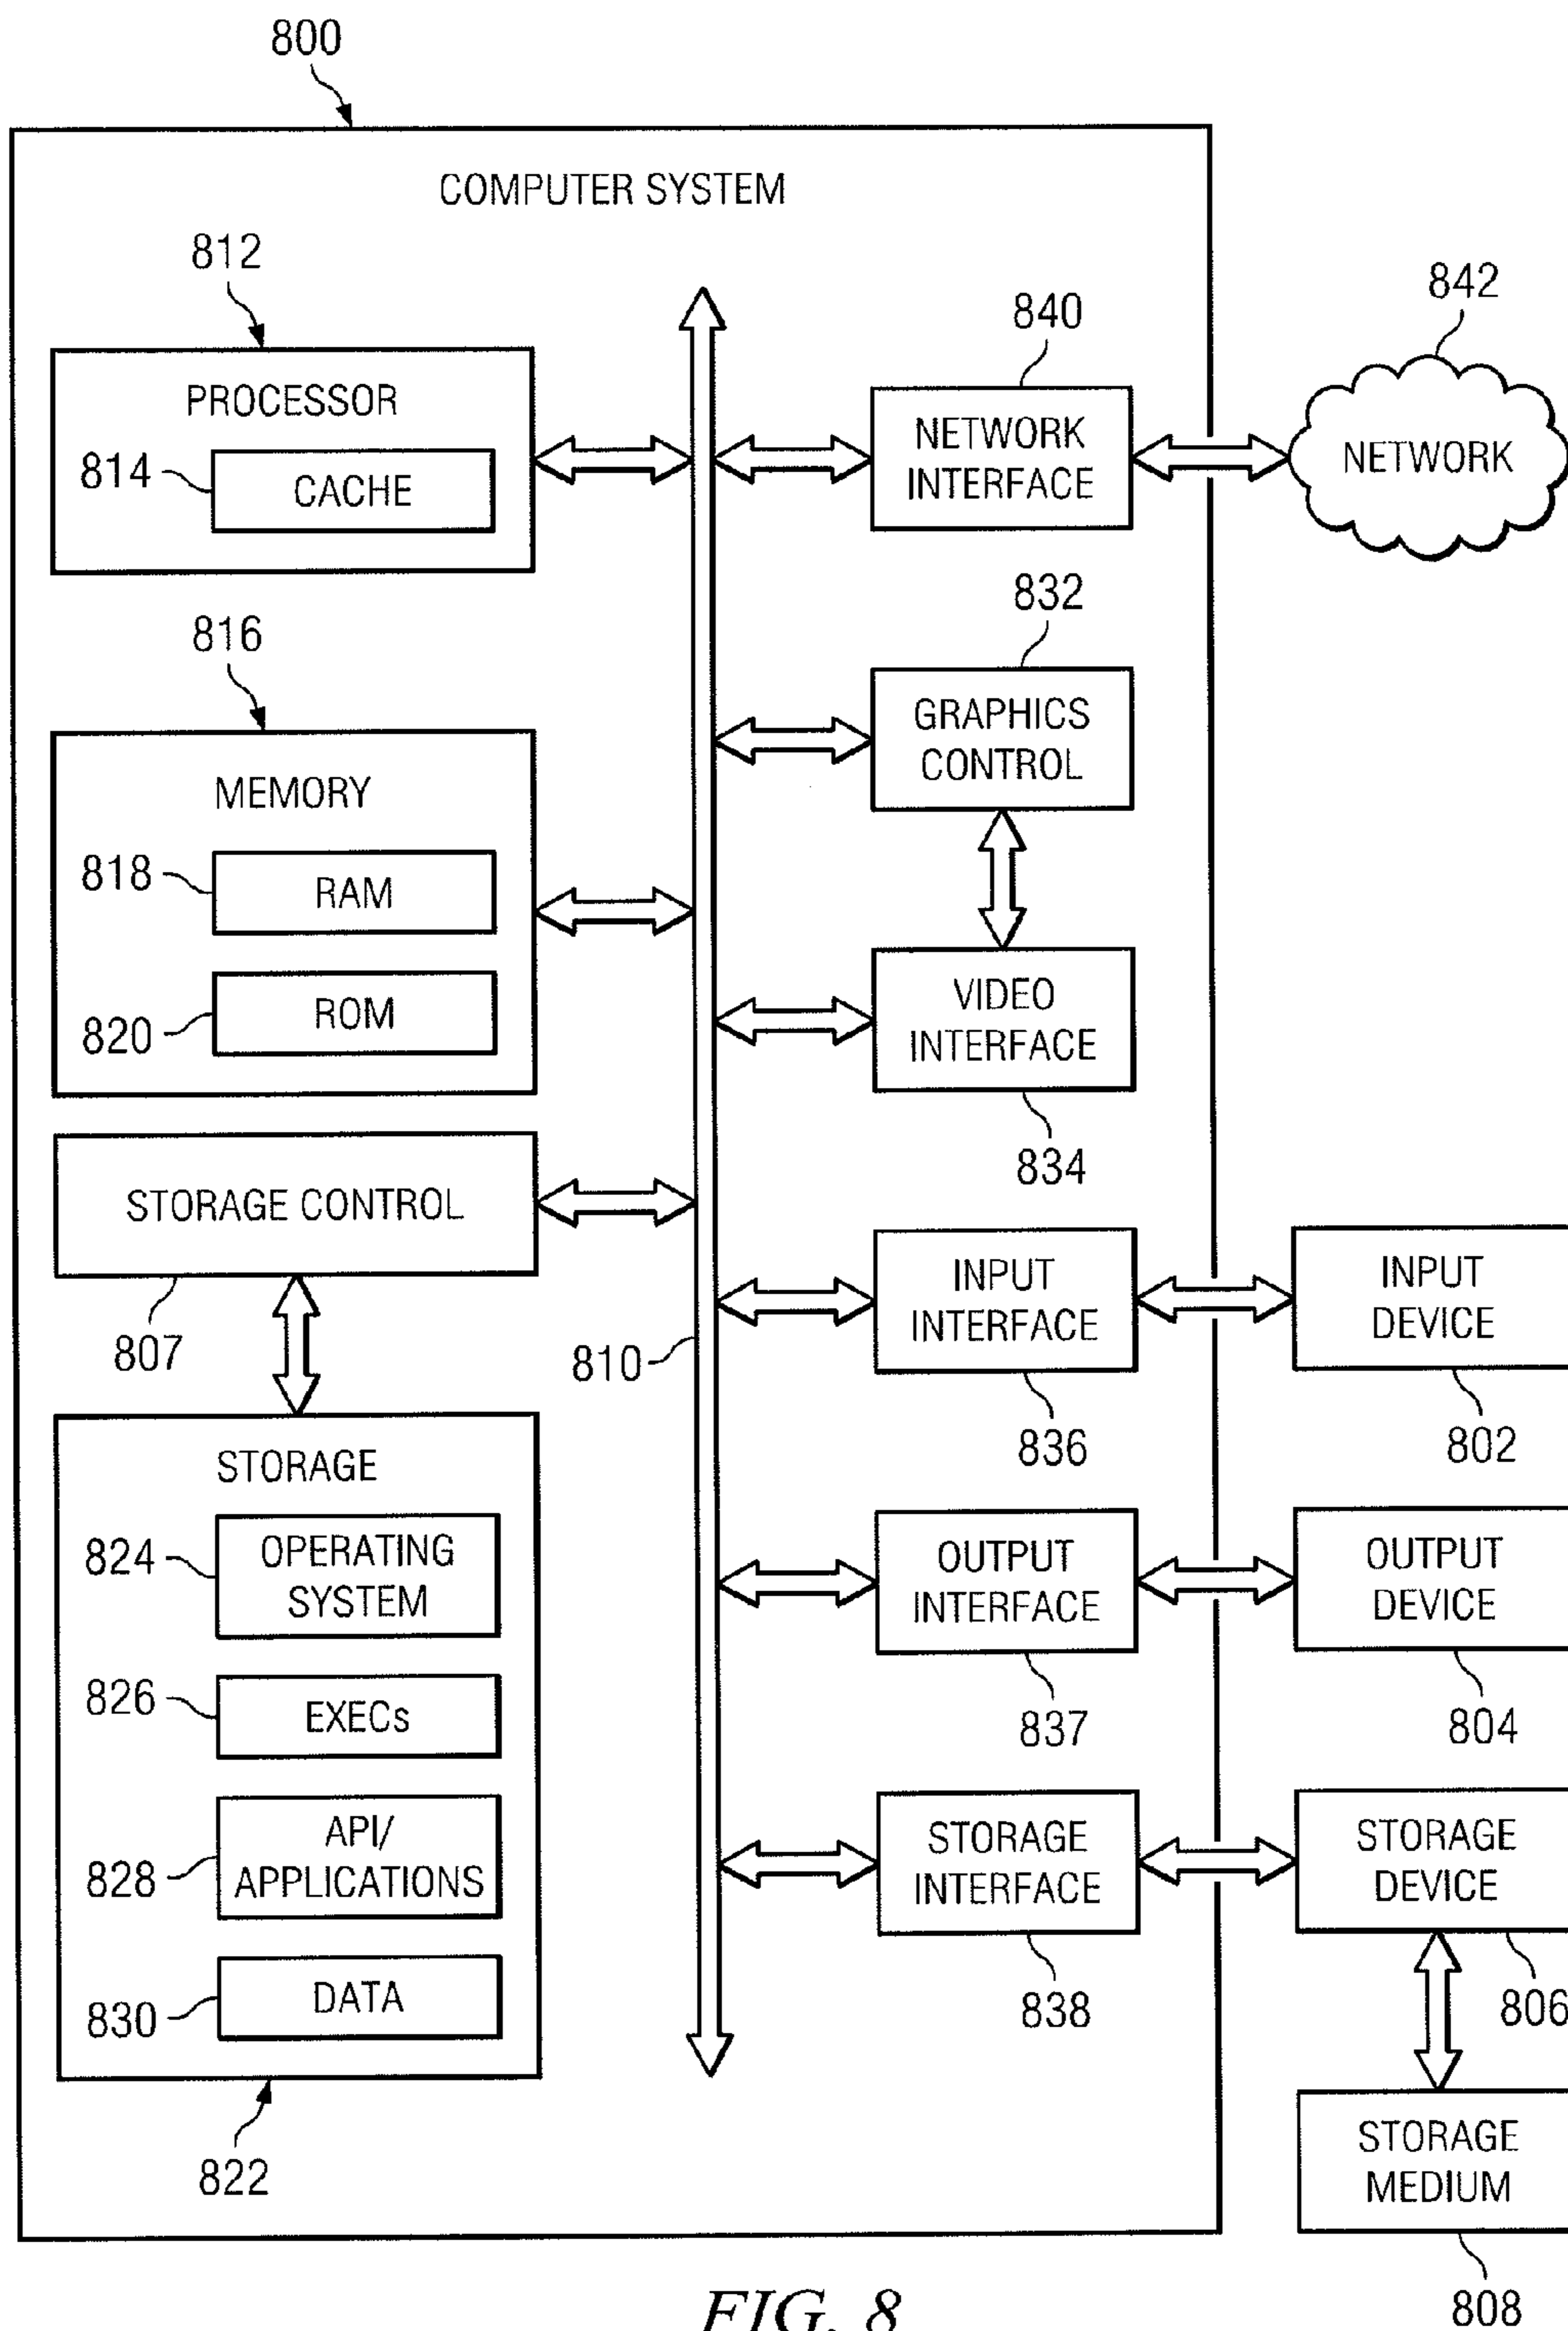 800
COMPUTER SYSTEM
812
PROCESSOR
814
CACHE
840
NETWORK
INTERFACE
842
NETWORK
816
MEMORY
818
RAM
820
ROM
832
GRAPHICS
CONTROL
VIDEO
INTERFACE
834
STORAGE CONTROL
807
810
INPUT
INTERFACE
836
INPUT
DEVICE
802
STORAGE
824
OPERATING
SYSTEM
826
EXECs
828
API/
APPLICATIONS
830
DATA
822
OUTPUT
INTERFACE
837
OUTPUT
DEVICE
804
STORAGE
INTERFACE
838
STORAGE
DEVICE
806
STORAGE
MEDIUM
808
FIG. 8